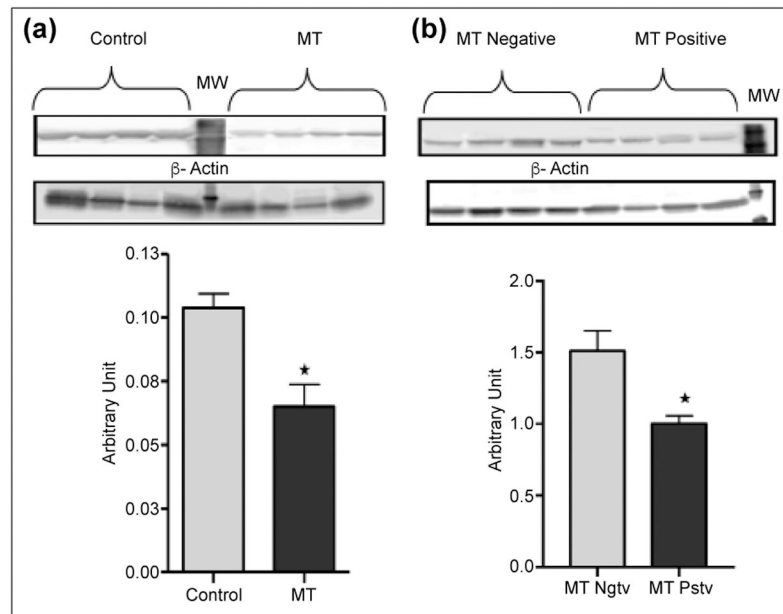 (a)
Control
MW
MT
β- Actin
0.13
0.10
0.08
0.05
0.03
0.00
Arbitrary Unit
★
Control
MT
(b)
MT Negative
MT Positive
MW
β- Actin
2.0
1.5
1.0
0.5
0.0
Arbitrary Unit
★
MT Ngtv
MT Pstv